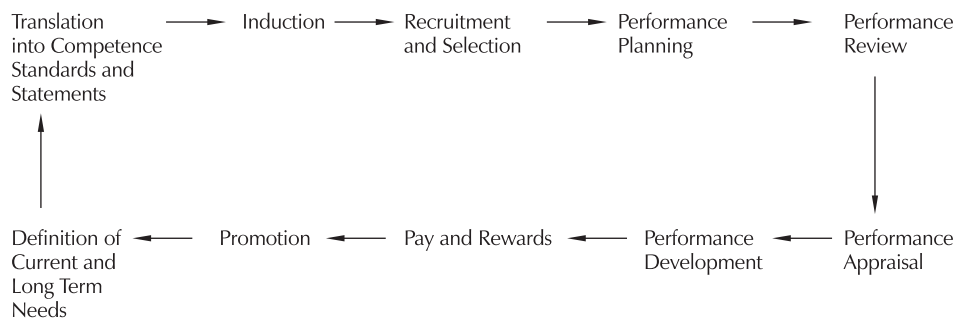 Translation
into Competence
Standards and
Statements
Induction
Recruitment
and Selection
Performance
Planning
Performance
Review
Definition of
Current and
Long Term
Needs
Promotion
Pay and Rewards
Performance
Development
Performance
Appraisal